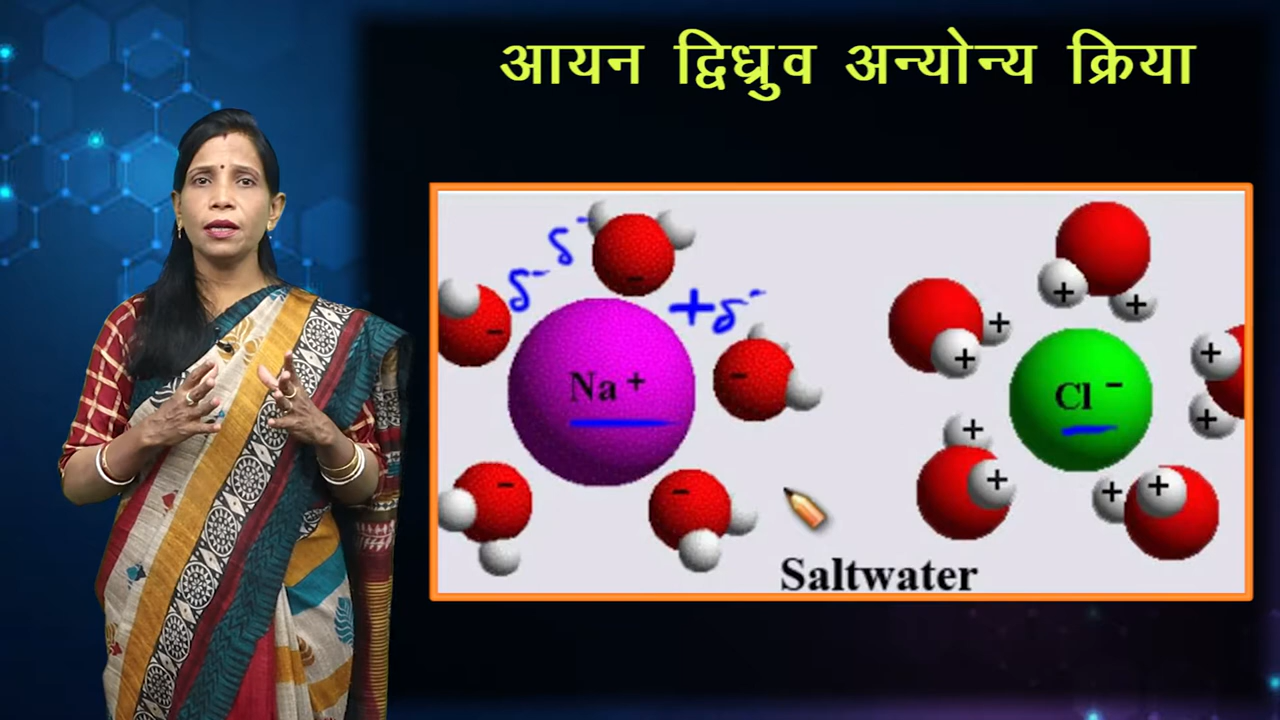 आयन द्विध्रुव अन्योन्य क्रिया
δ⁻
δ⁻
+δ⁻
-
-
-
-
-
Na +
Cl -
+
+
+
+
+
+
+
+
+
+
Saltwater